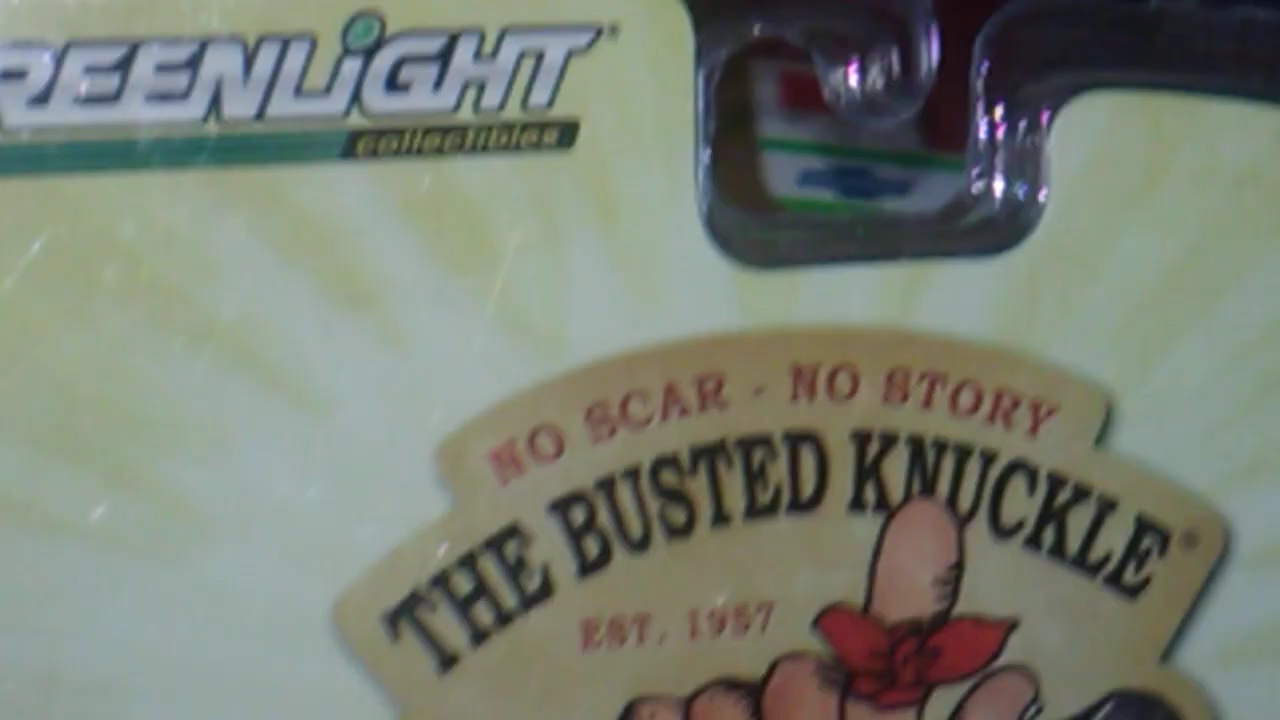 REENLiGHT
collectibles
NO SCAR - NO STORY
THE BUSTED KNUCKLE®
EST. 1957